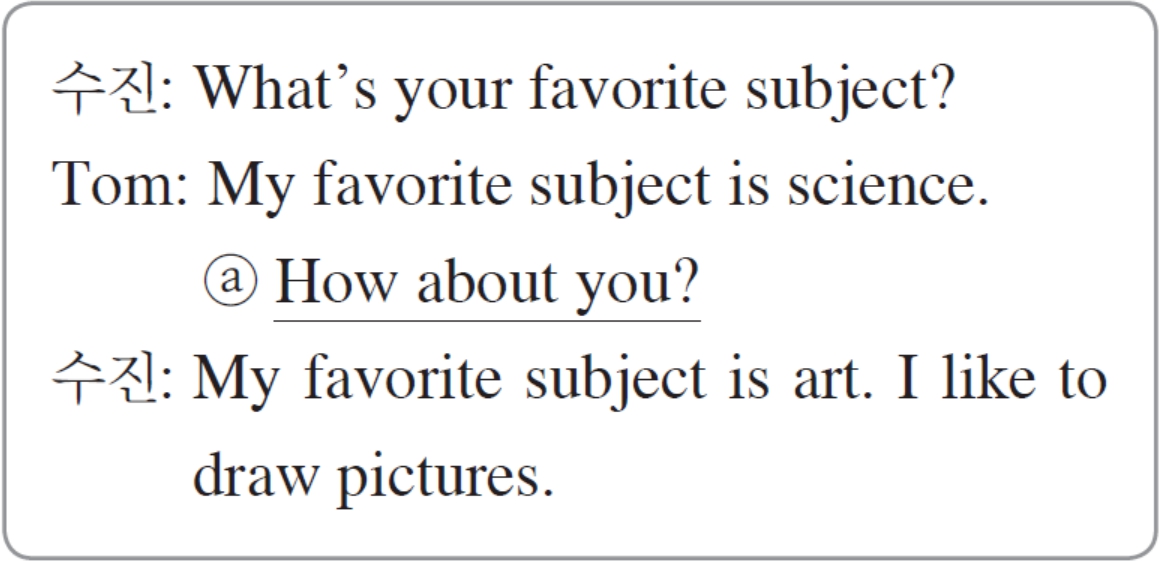 수진: What’s your favorite subject?
Tom: My favorite subject is science.
ⓐ How about you?
수진: My favorite subject is art. I like to
draw pictures.